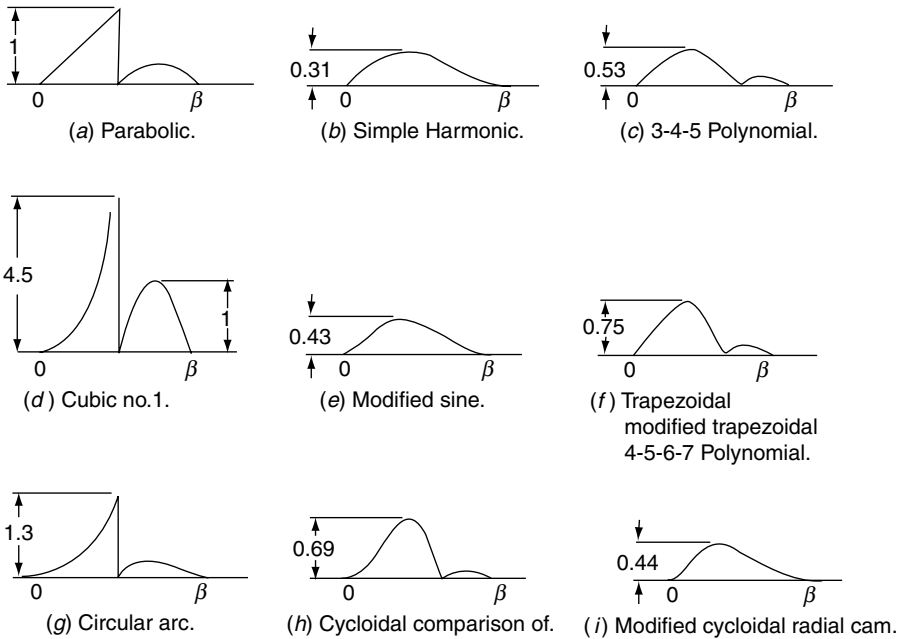 1
0
β
(a) Parabolic.
0.31
0
β
(b) Simple Harmonic.
0.53
0
β
(c) 3-4-5 Polynomial.
4.5
1
0
β
(d) Cubic no.1.
0.43
0
β
(e) Modified sine.
0.75
0
β
(f) Trapezoidal
modified trapezoidal
4-5-6-7 Polynomial.
1.3
0
β
(g) Circular arc.
0.69
0
β
(h) Cycloidal comparison of.
0.44
0
β
(i) Modified cycloidal radial cam.